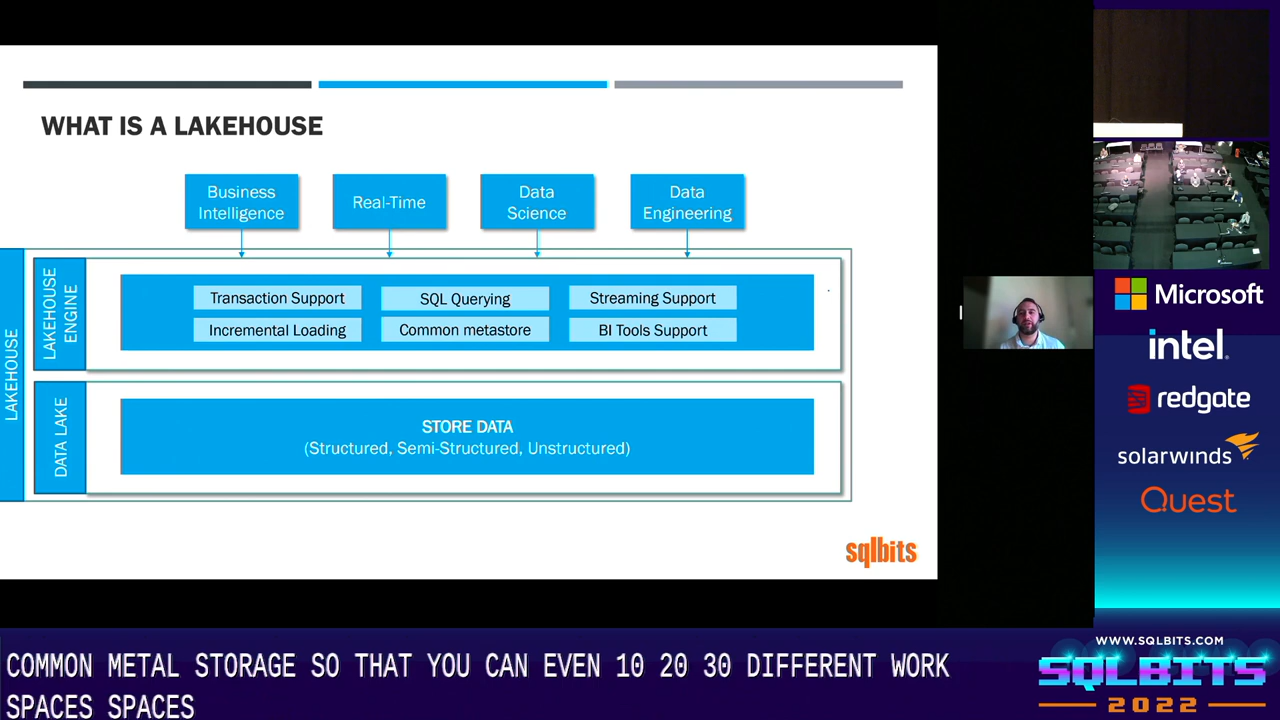 WHAT IS A LAKEHOUSE
Business
Intelligence
Real-Time
Data
Science
Data
Engineering
LAKEHOUSE
LAKEHOUSE
ENGINE
Transaction Support
SQL Querying
Streaming Support
Incremental Loading
Common metastore
BI Tools Support
DATA LAKE
STORE DATA
(Structured, Semi-Structured, Unstructured)
sqlbits
Microsoft
intel.
redgate
solarwinds
Quest
WWW.SQLBITS.COM
SQLBITS
2022
COMMON METAL STORAGE SO THAT YOU CAN EVEN 10 20 30 DIFFERENT WORK
SPACES SPACES